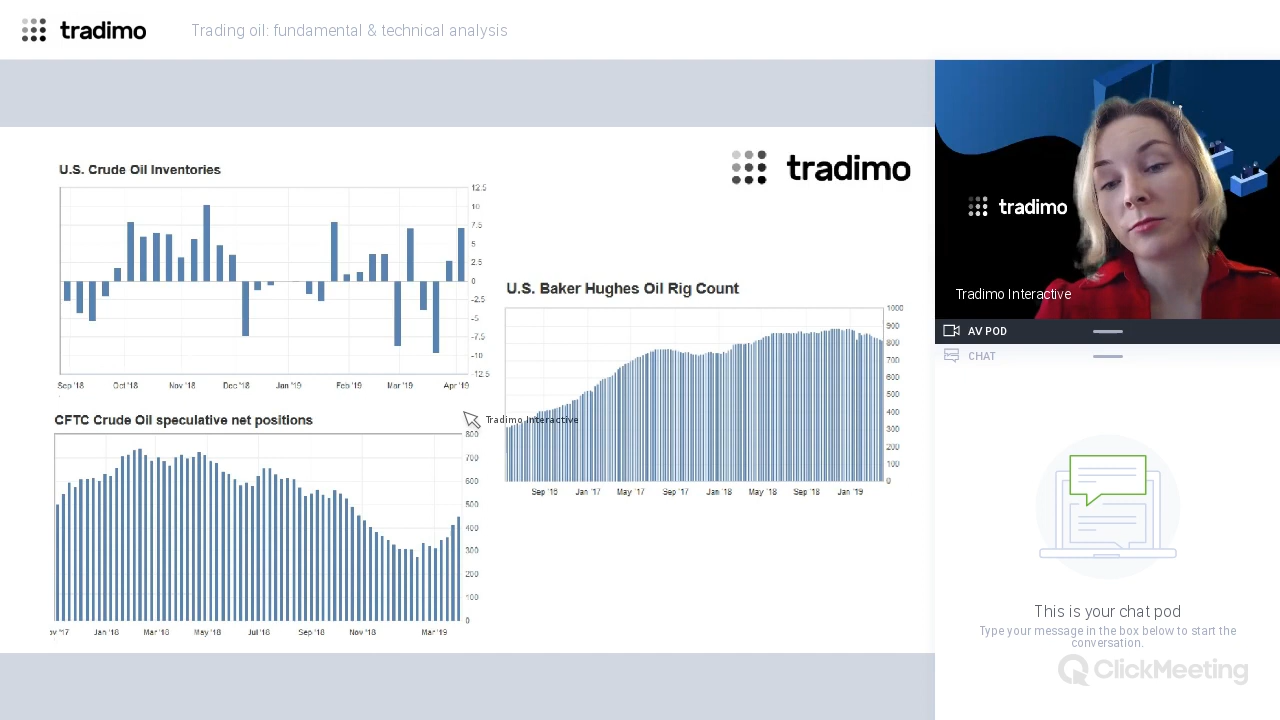 tradimo
Trading oil: fundamental & technical analysis
tradimo
U.S. Crude Oil Inventories
12.5
10
7.5
5
2.5
0
-2.5
-5
-7.5
-10
-12.5
Sep '18 Oct '18 Nov '18 Dec '18 Jan '19 Feb '19 Mar '19 Apr '19
U.S. Baker Hughes Oil Rig Count
1000
900
800
700
600
500
400
300
200
100
0
Sep '16 Jan '17 May '17 Sep '17 Jan '18 May '18 Sep '18 Jan '19
CFTC Crude Oil speculative net positions
Tradimo Interactive
800
700
600
500
400
300
200
100
0
ov '17 Jan '18 Mar '18 May '18 Jul '18 Sep '18 Nov '18 Mar '19
tradimo
Tradimo Interactive
AV POD
CHAT
This is your chat pod
Type your message in the box below to start the
conversation.
ClickMeeting